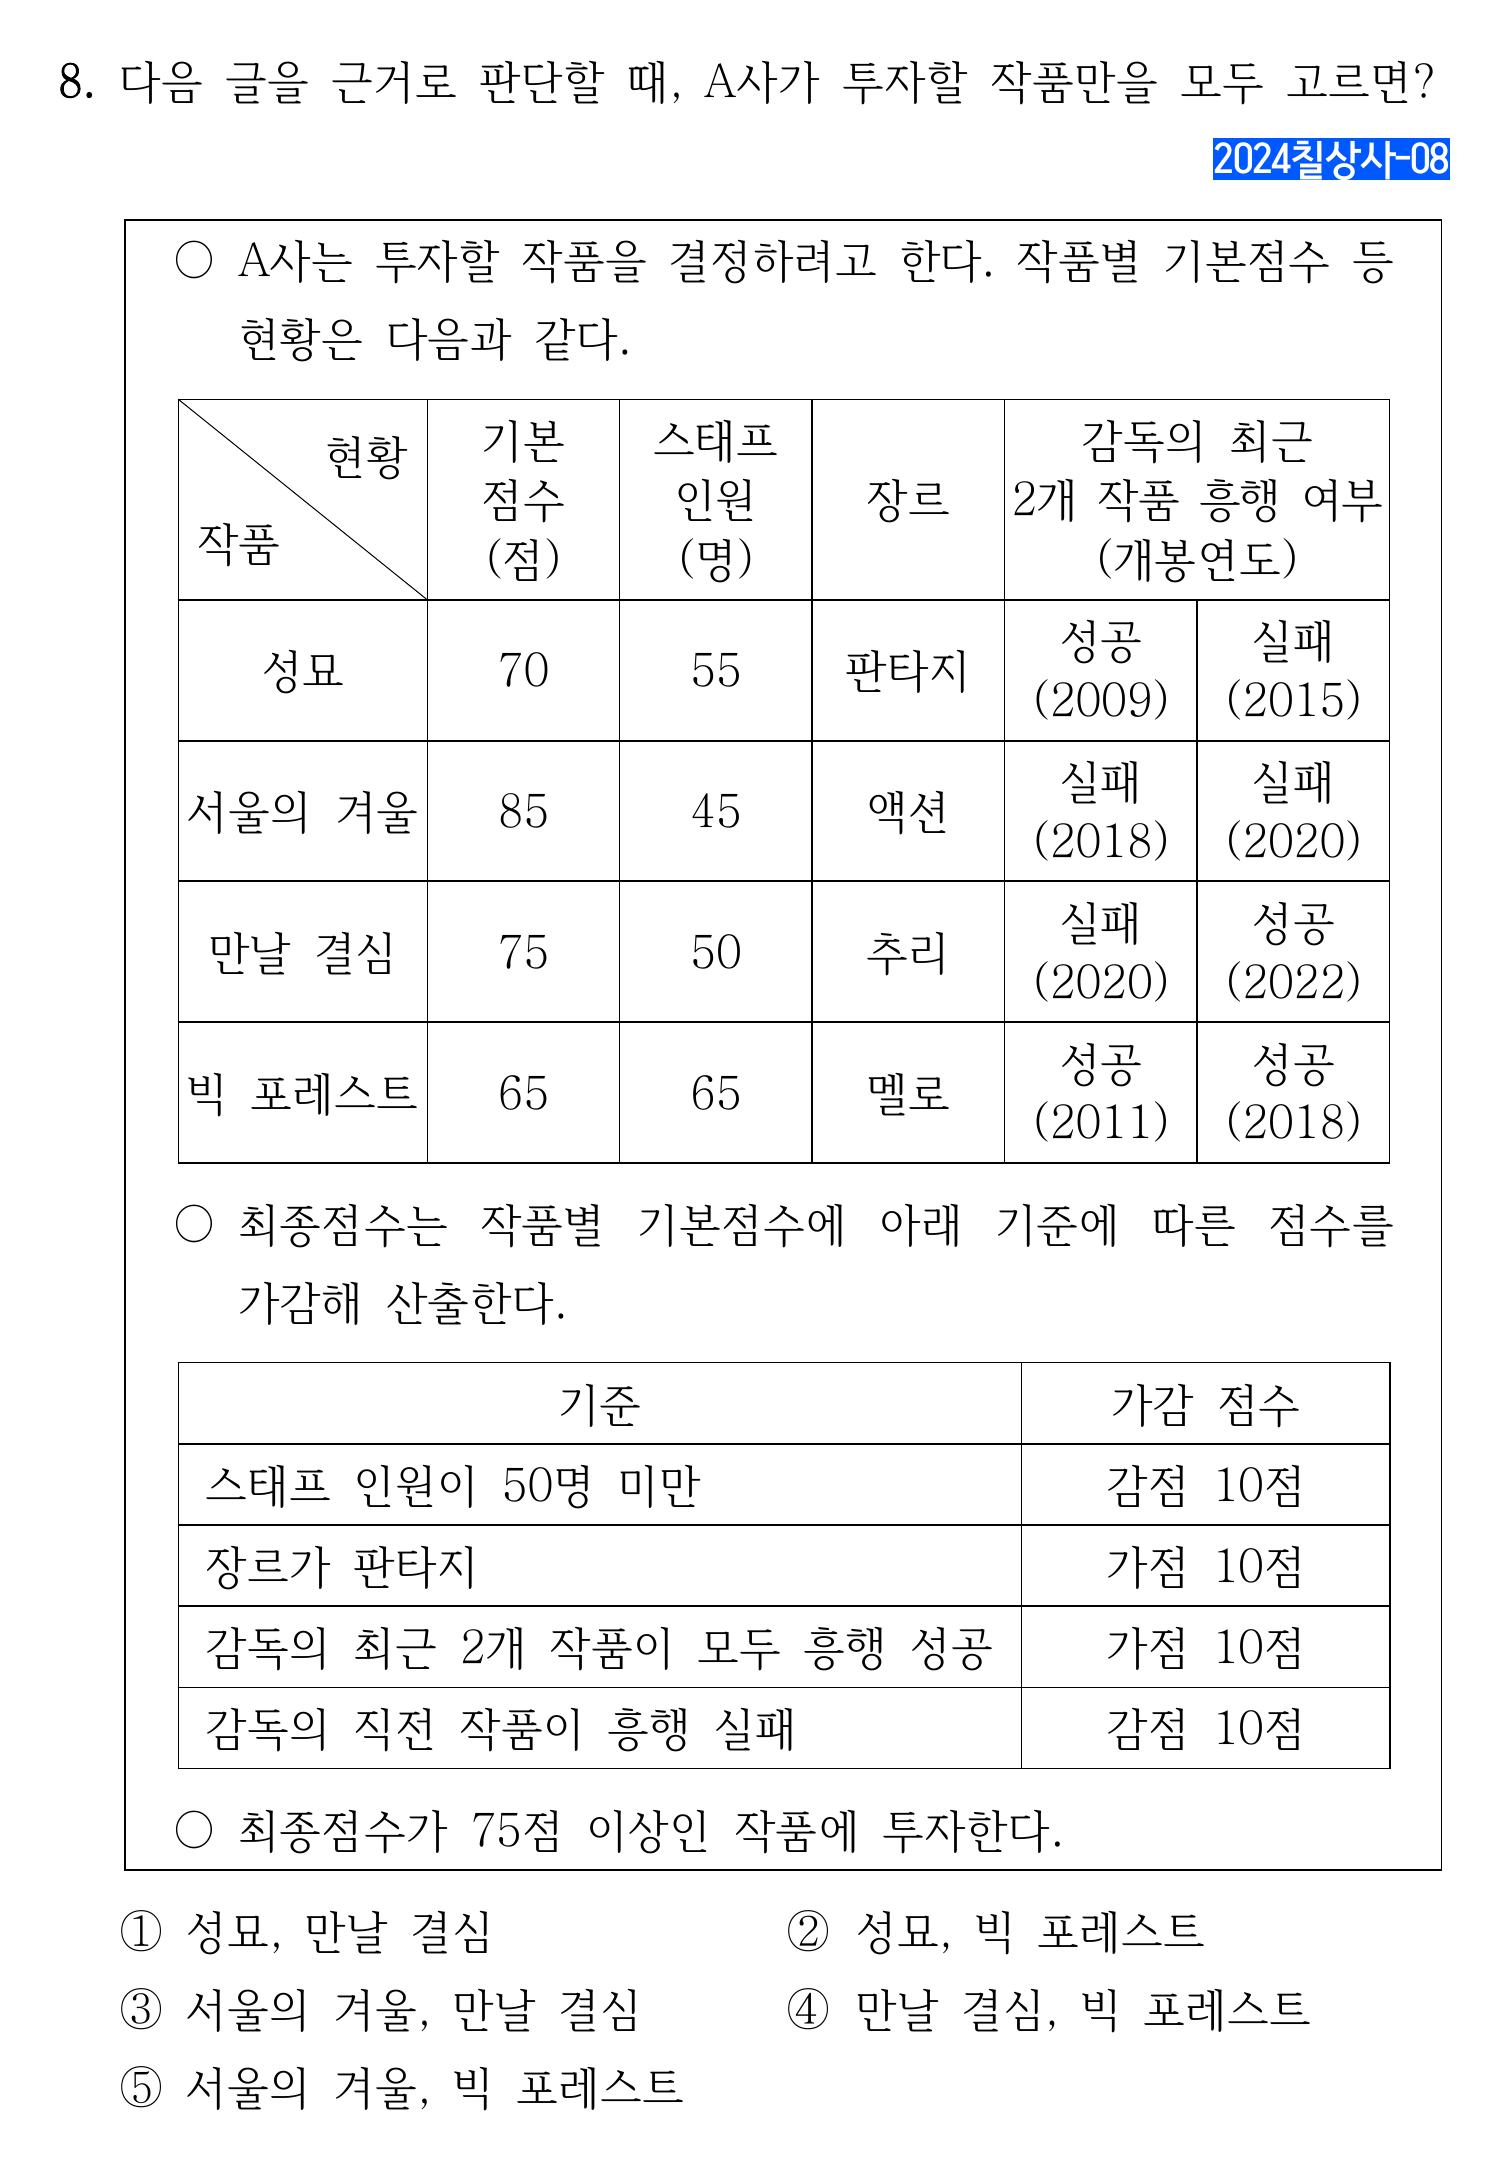 8. 다음 글을 근거로 판단할 때, A사가 투자할 작품만을 모두 고르면?
2024칠상사-08
○ A사는 투자할 작품을 결정하려고 한다. 작품별 기본점수 등
현황은 다음과 같다.
현황
작품
기본
점수
(점)
스태프
인원
(명)
장르
감독의 최근
2개 작품 흥행 여부
(개봉연도)
성묘 70 55 판타지 성공 (2009) 실패 (2015)
서울의 겨울 85 45 액션 실패 (2018) 실패 (2020)
만날 결심 75 50 추리 실패 (2020) 성공 (2022)
빅 포레스트 65 65 멜로 성공 (2011) 성공 (2018)
○ 최종점수는 작품별 기본점수에 아래 기준에 따른 점수를
가감해 산출한다.
기준 가감 점수
스태프 인원이 50명 미만 감점 10점
장르가 판타지 가점 10점
감독의 최근 2개 작품이 모두 흥행 성공 가점 10점
감독의 직전 작품이 흥행 실패 감점 10점
○ 최종점수가 75점 이상인 작품에 투자한다.
① 성묘, 만날 결심 ② 성묘, 빅 포레스트
③ 서울의 겨울, 만날 결심 ④ 만날 결심, 빅 포레스트
⑤ 서울의 겨울, 빅 포레스트